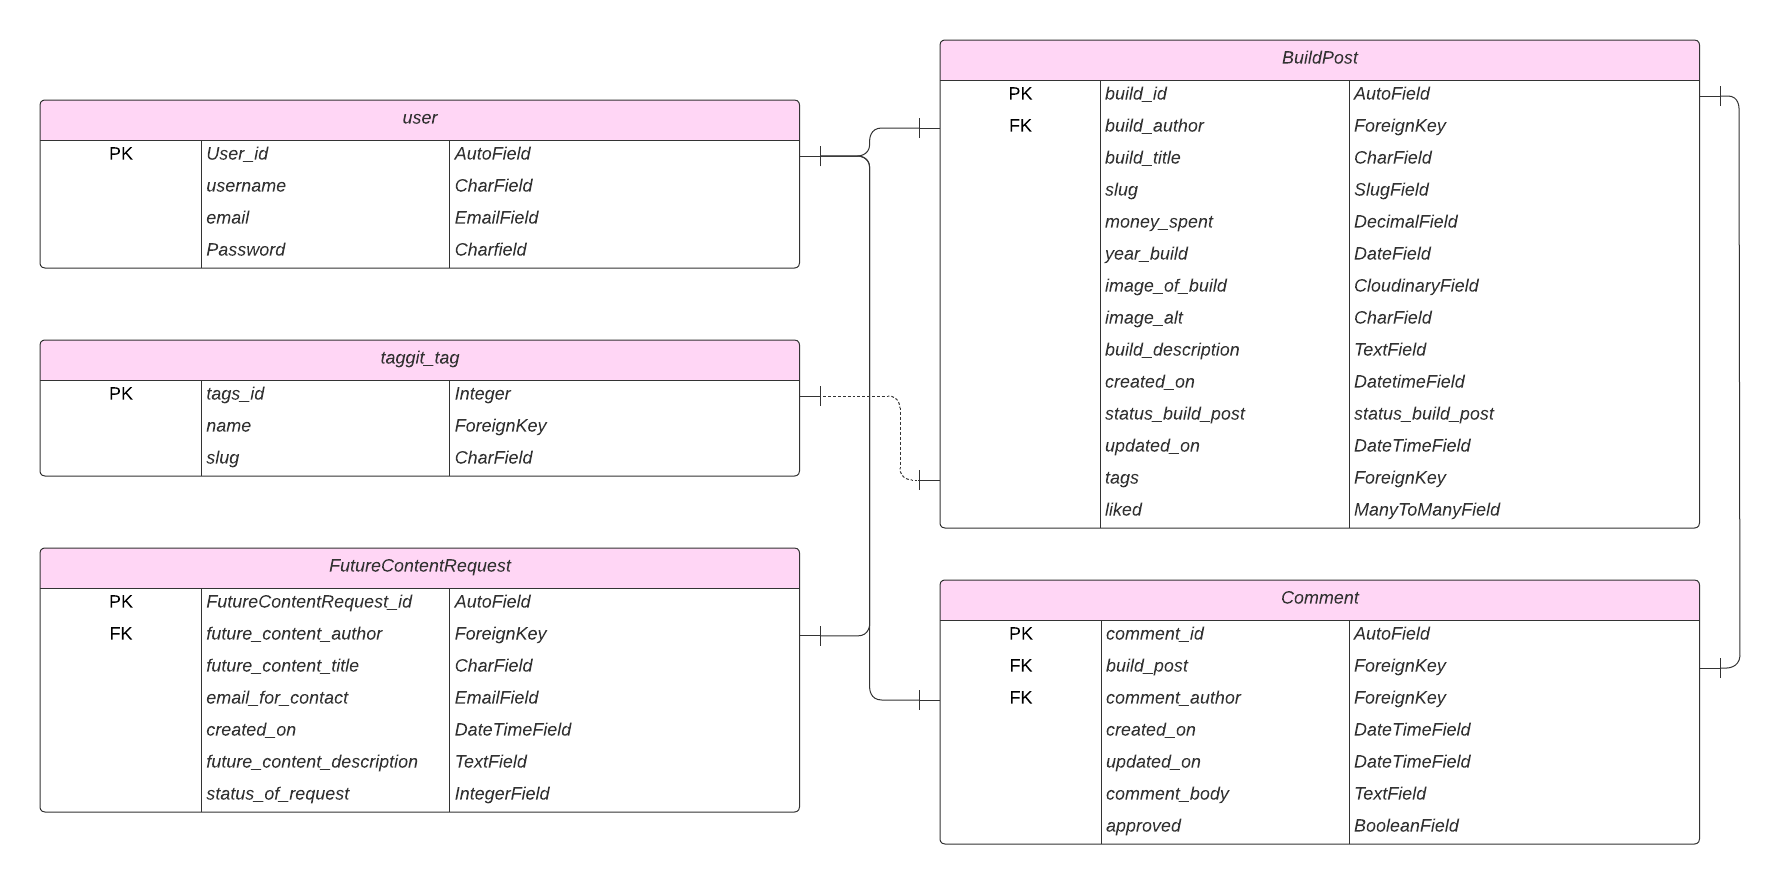 user
PK User_id AutoField
username CharField
email EmailField
Password Charfield
taggit_tag
PK tags_id Integer
name ForeignKey
slug CharField
FutureContentRequest
PK FutureContentRequest_id AutoField
FK future_content_author ForeignKey
future_content_title CharField
email_for_contact EmailField
created_on DateTimeField
future_content_description TextField
status_of_request IntegerField
BuildPost
PK build_id AutoField
FK build_author ForeignKey
build_title CharField
slug SlugField
money_spent DecimalField
year_build DateField
image_of_build CloudinaryField
image_alt CharField
build_description TextField
created_on DatetimeField
status_build_post status_build_post
updated_on DateTimeField
tags ForeignKey
liked ManyToManyField
Comment
PK comment_id AutoField
FK build_post ForeignKey
FK comment_author ForeignKey
created_on DateTimeField
updated_on DateTimeField
comment_body TextField
approved BooleanField